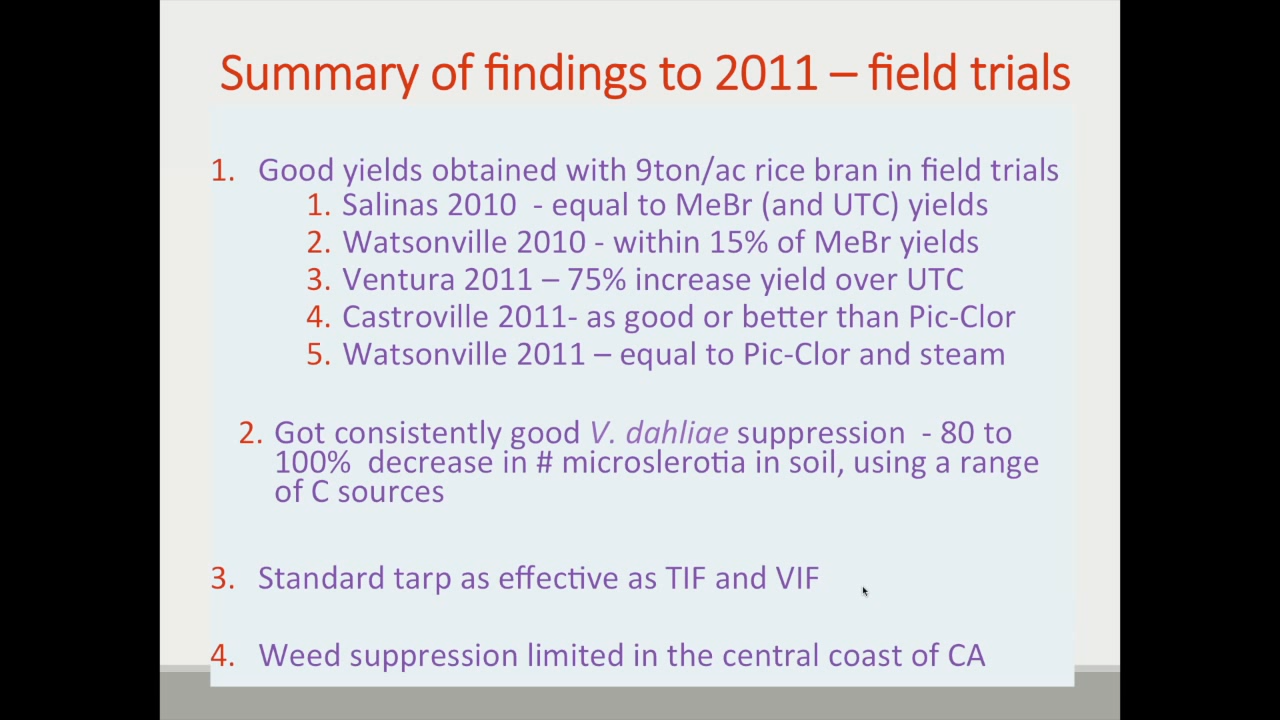 Summary of findings to 2011 – field trials
1. Good yields obtained with 9ton/ac rice bran in field trials
1. Salinas 2010 - equal to MeBr (and UTC) yields
2. Watsonville 2010 - within 15% of MeBr yields
3. Ventura 2011 – 75% increase yield over UTC
4. Castroville 2011- as good or better than Pic-Clor
5. Watsonville 2011 – equal to Pic-Clor and steam
2. Got consistently good V. dahliae suppression - 80 to
100% decrease in # microslerotia in soil, using a range
of C sources
3. Standard tarp as effective as TIF and VIF
4. Weed suppression limited in the central coast of CA